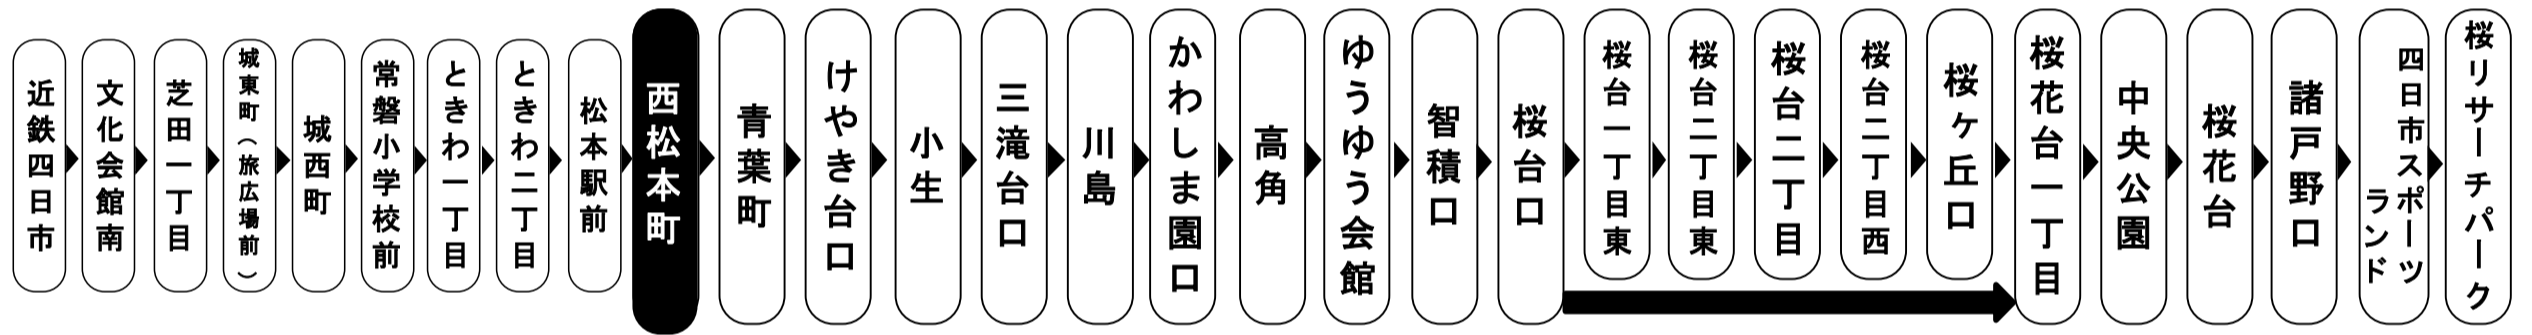 近鉄四日市
文化会館南
芝田一丁目
城東町（旅広場前）
城西町
常磐小学校前
ときわ一丁目
ときわ二丁目
松本駅前
西松本町
青葉町
けやき台口
小生
三滝台口
川島
かわしま園口
高角
ゆうゆう会館
智積口
桜台口
桜台一丁目東
桜台二丁目東
桜台二丁目
桜台二丁目西
桜ヶ丘口
桜花台一丁目
中央公園
桜花台
諸戸野口
四日市スポーツ
ランド
桜リサーチパーク